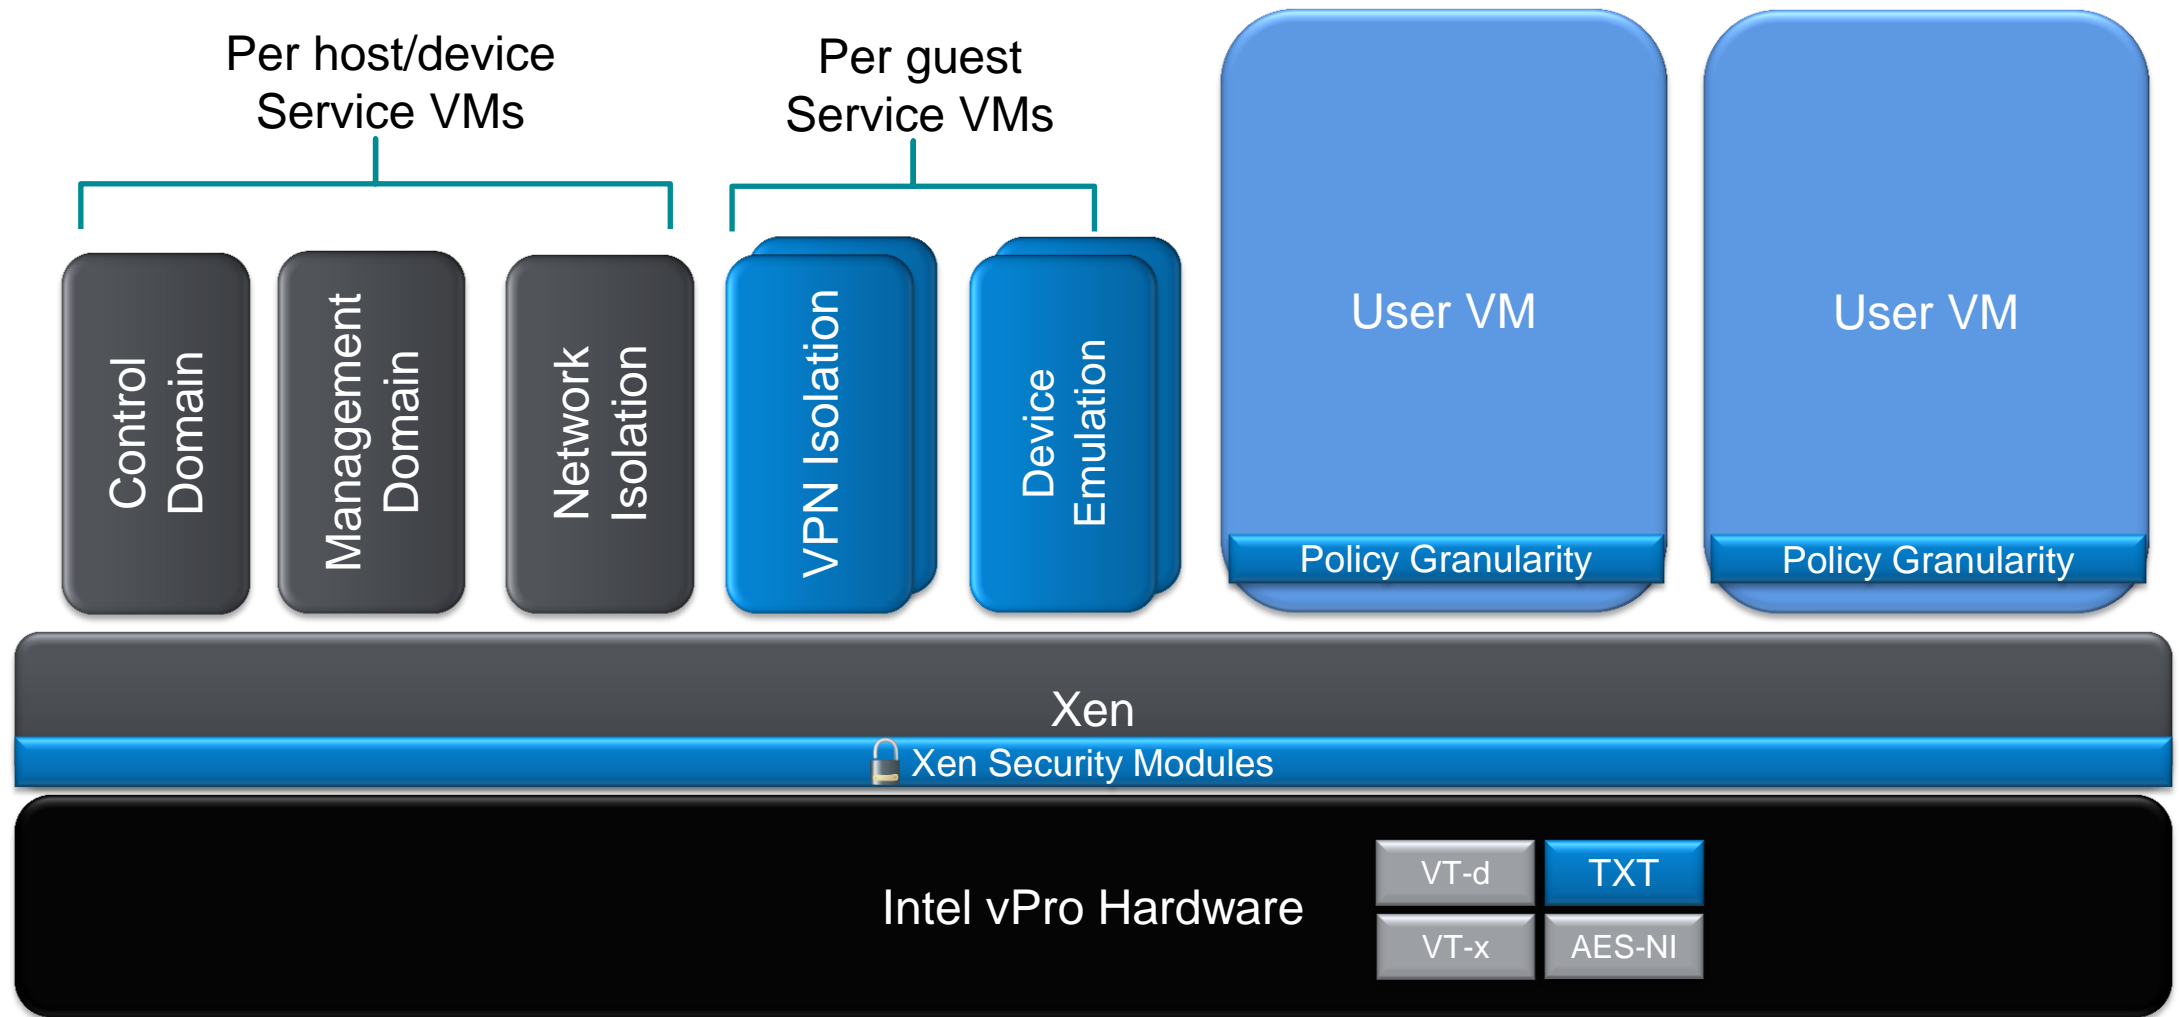 Per host/device
Service VMs
Per guest
Service VMs
Control
Domain
Management
Domain
Network
Isolation
VPN Isolation
Device
Emulation
User VM
Policy Granularity
User VM
Policy Granularity
Xen
Xen Security Modules
Intel vPro Hardware
VT-d
TXT
VT-x
AES-NI